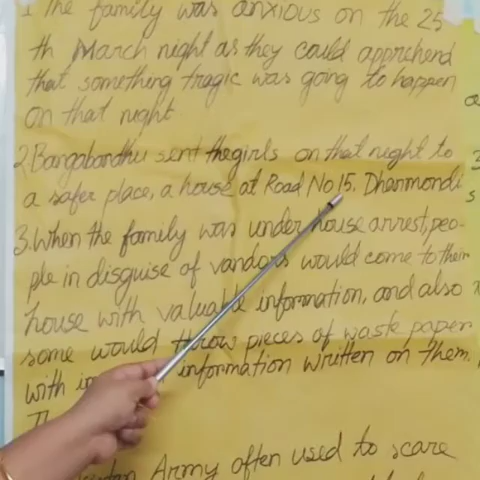 1 The family was anxious on the 25
th March night as they could apprehend
that something tragic was going to happen
on that night
2. Bangabandhu sent the girls on that night to
a safer place, a house at Road No 15. Dhanmondi
3. When the family was under house arrest, peo-
ple in disguise of vandors would come to their
house with valuable information, and also
some would throw pieces of waste paper
with information written on them.
Army often used to scare